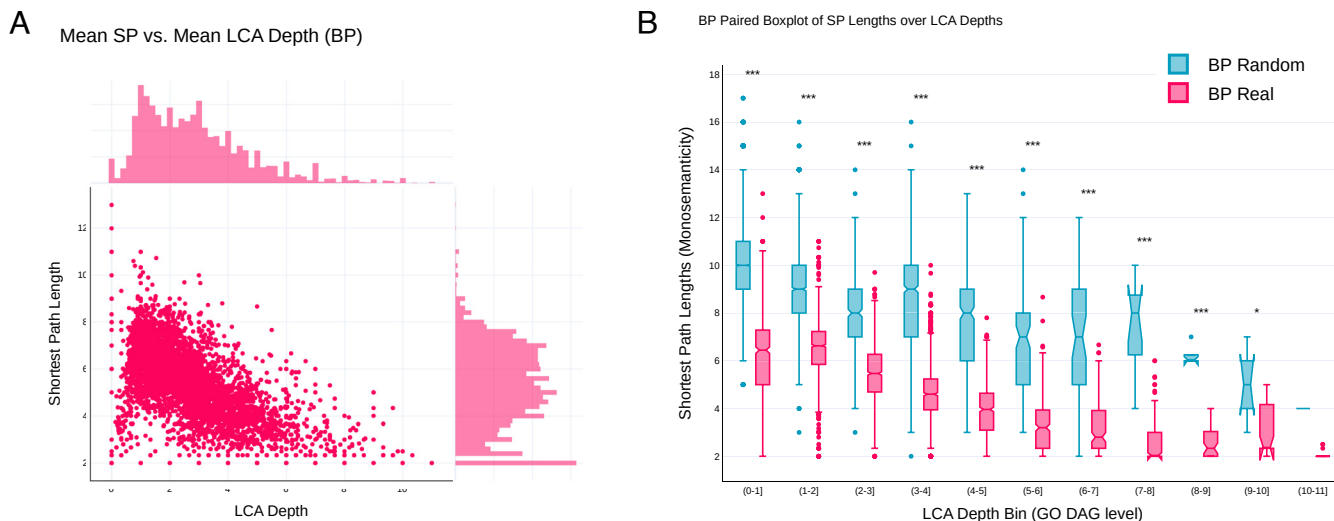 A
Mean SP vs. Mean LCA Depth (BP)
Shortest Path Length
12
10
8
6
4
2
0
2
4
6
8
10
LCA Depth
B
BP Paired Boxplot of SP Lengths over LCA Depths
BP Random
BP Real
Shortest Path Lengths (Monosemanticity)
18
16
14
12
10
8
6
4
2
*** *** *** *** *** *** *** *** *** *
(0-1] (1-2] (2-3] (3-4] (4-5] (5-6] (6-7] (7-8] (8-9] (9-10] (10-11]
LCA Depth Bin (GO DAG level)